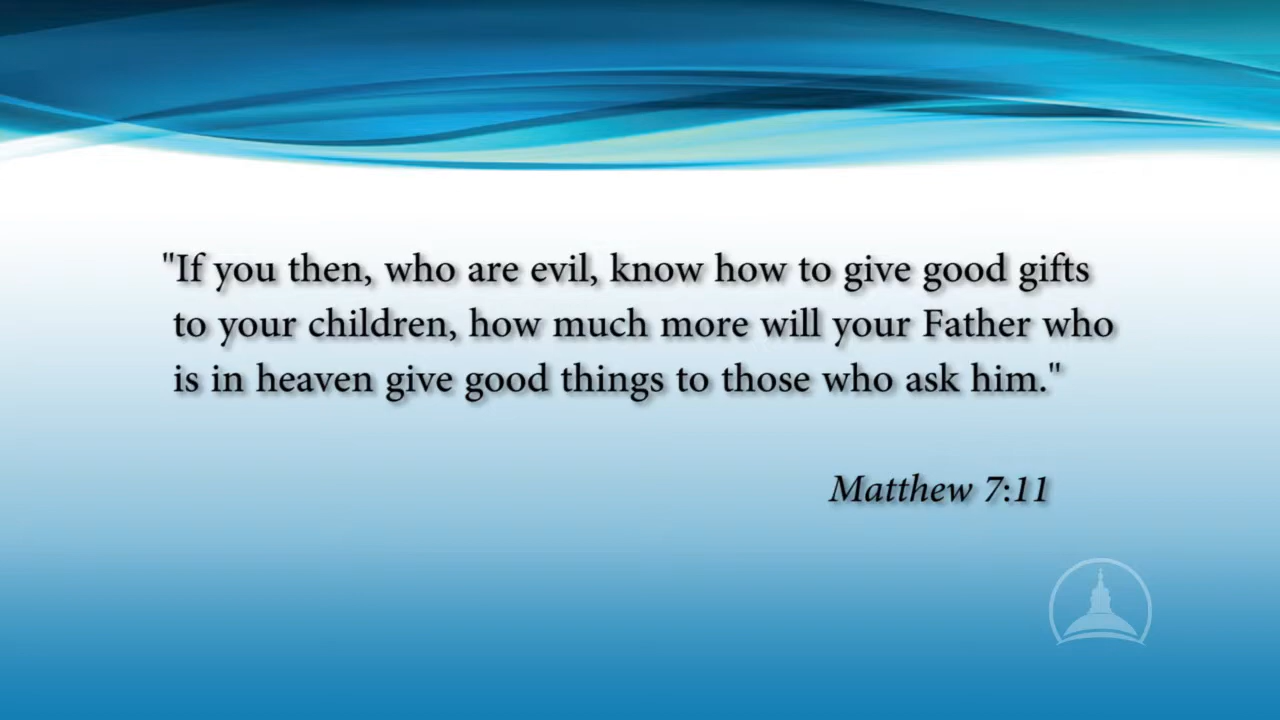 "If you then, who are evil, know how to give good gifts
to your children, how much more will your Father who
is in heaven give good things to those who ask him."
Matthew 7:11